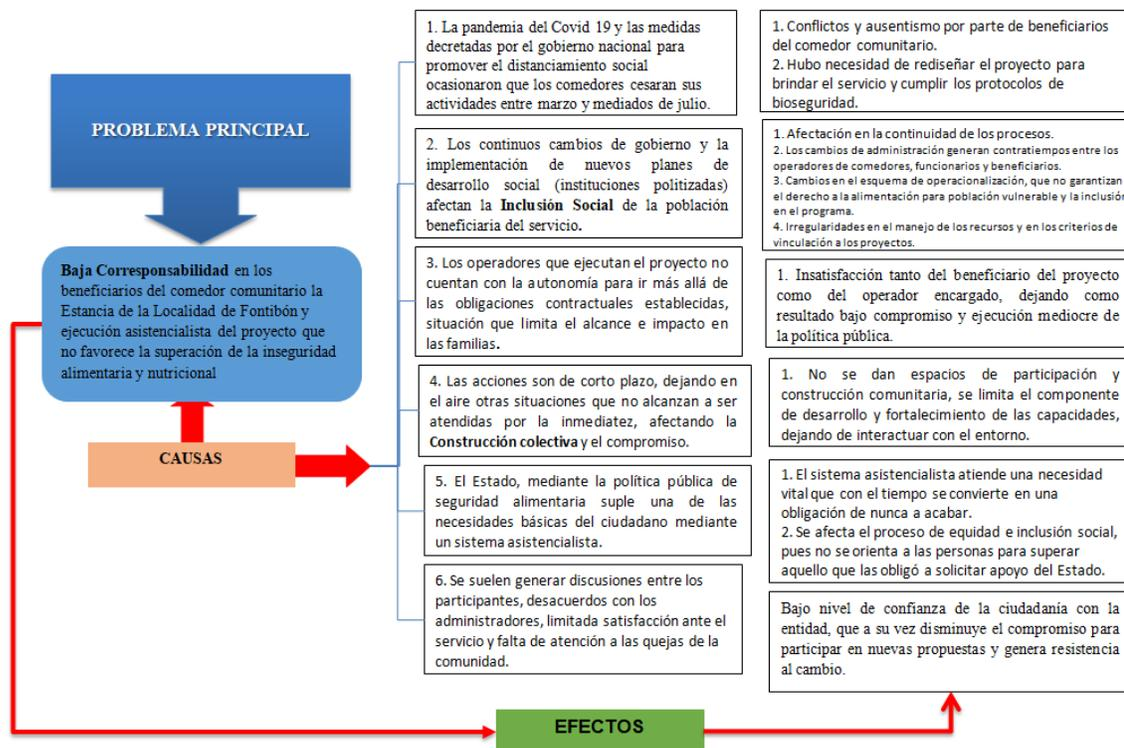 PROBLEMA PRINCIPAL
Baja Corresponsabilidad en los
beneficiarios del comedor comunitario la
Estancia de la Localidad de Fontibón y
ejecución asistencialista del proyecto que
no favorece la superación de la inseguridad
alimentaria y nutricional
CAUSAS
1. La pandemia del Covid 19 y las medidas
decretadas por el gobierno nacional para
promover el distanciamiento social
ocasionaron que los comedores cesaran sus
actividades entre marzo y mediados de julio.
2. Los continuos cambios de gobierno y la
implementación de nuevos planes de
desarrollo social (instituciones politizadas)
afectan la Inclusión Social de la población
beneficiaria del servicio.
3. Los operadores que ejecutan el proyecto no
cuentan con la autonomía para ir más allá de
las obligaciones contractuales establecidas,
situación que limita el alcance e impacto en
las familias.
4. Las acciones son de corto plazo, dejando en
el aire otras situaciones que no alcanzan a ser
atendidas por la inmediatez, afectando la
Construcción colectiva y el compromiso.
5. El Estado, mediante la política pública de
seguridad alimentaria suple una de las
necesidades básicas del ciudadano mediante
un sistema asistencialista.
6. Se suelen generar discusiones entre los
participantes, desacuerdos con los
administradores, limitada satisfacción ante el
servicio y falta de atención a las quejas de la
comunidad.
1. Conflictos y ausentismo por parte de beneficiarios
del comedor comunitario.
2. Hubo necesidad de rediseñar el proyecto para
brindar el servicio y cumplir los protocolos de
bioseguridad.
1. Afectación en la continuidad de los procesos.
2. Los cambios de administración generan contratiempos entre los
operadores de comedores, funcionarios y beneficiarios.
3. Cambios en el esquema de operacionalización, que no garantizan
el derecho a la alimentación para población vulnerable y la inclusión
en el programa.
4. Irregularidades en el manejo de los recursos y en los criterios de
vinculación a los proyectos.
1. Insatisfacción tanto del beneficiario del proyecto
como del operador encargado, dejando como
resultado bajo compromiso y ejecución mediocre de
la política pública.
1. No se dan espacios de participación y
construcción comunitaria, se limita el componente
de desarrollo y fortalecimiento de las capacidades,
dejando de interactuar con el entorno.
1. El sistema asistencialista atiende una necesidad
vital que con el tiempo se convierte en una
obligación de nunca a acabar.
2. Se afecta el proceso de equidad e inclusión social,
pues no se orienta a las personas para superar
aquello que las obligó a solicitar apoyo del Estado.
Bajo nivel de confianza de la ciudadanía con la
entidad, que a su vez disminuye el compromiso para
participar en nuevas propuestas y genera resistencia
al cambio.
EFECTOS